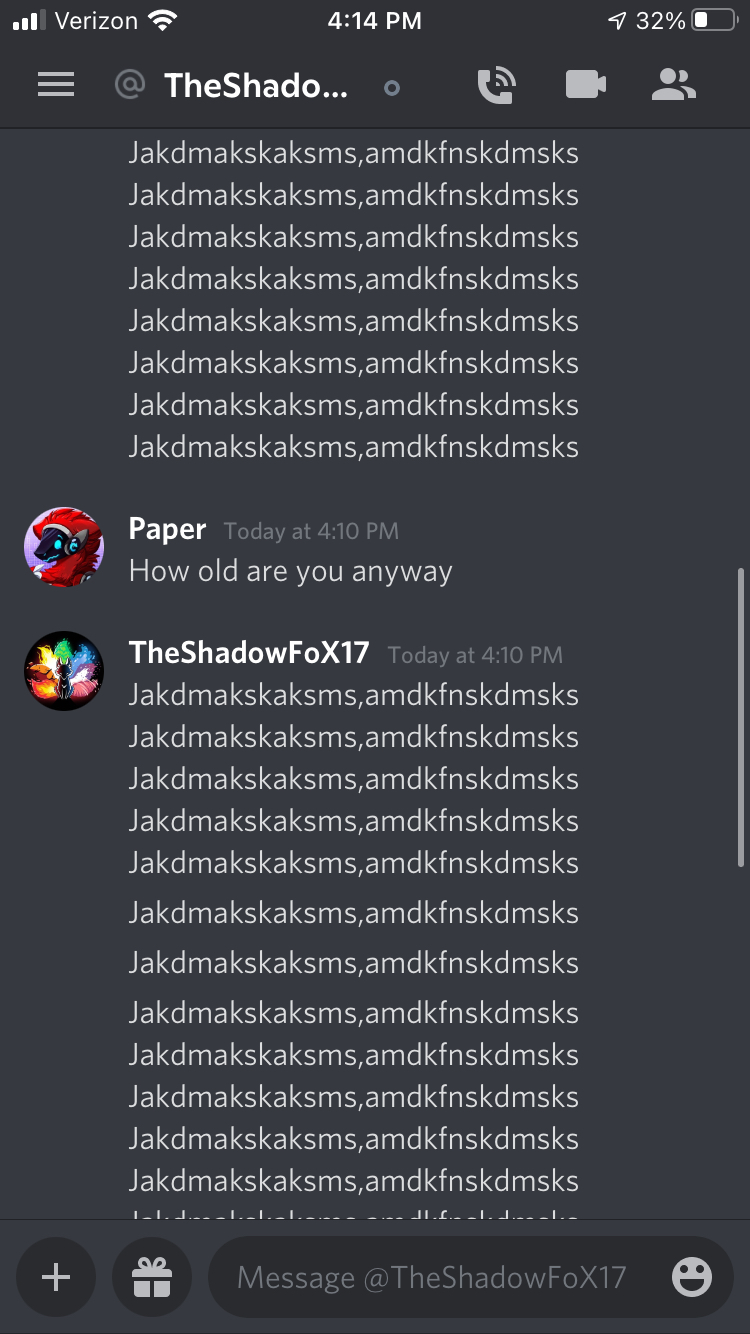 Verizon 4:14 PM 32%
@ TheShado...
Jakdmakskaksms,amdkfnskdmsks
Jakdmakskaksms,amdkfnskdmsks
Jakdmakskaksms,amdkfnskdmsks
Jakdmakskaksms,amdkfnskdmsks
Jakdmakskaksms,amdkfnskdmsks
Jakdmakskaksms,amdkfnskdmsks
Jakdmakskaksms,amdkfnskdmsks
Jakdmakskaksms,amdkfnskdmsks
Paper Today at 4:10 PM
How old are you anyway
TheShadowFoX17 Today at 4:10 PM
Jakdmakskaksms,amdkfnskdmsks
Jakdmakskaksms,amdkfnskdmsks
Jakdmakskaksms,amdkfnskdmsks
Jakdmakskaksms,amdkfnskdmsks
Jakdmakskaksms,amdkfnskdmsks
Jakdmakskaksms,amdkfnskdmsks
Jakdmakskaksms,amdkfnskdmsks
Jakdmakskaksms,amdkfnskdmsks
Jakdmakskaksms,amdkfnskdmsks
Jakdmakskaksms,amdkfnskdmsks
Jakdmakskaksms,amdkfnskdmsks
Jakdmakskaksms,amdkfnskdmsks
Message @TheShadowFoX17